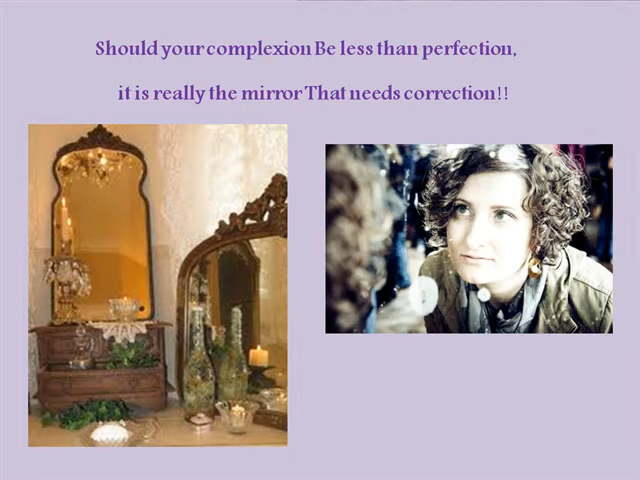 Should your complexion Be less than perfection,
it is really the mirror That needs correction!!